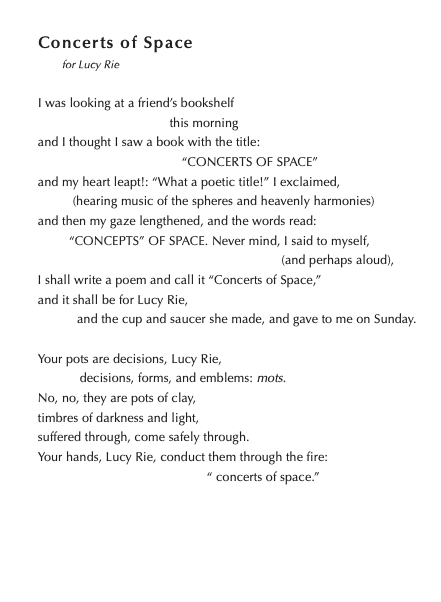 Concerts of Space
for Lucy Rie
I was looking at a friend’s bookshelf
this morning
and I thought I saw a book with the title:
“CONCERTS OF SPACE”
and my heart leapt!: “What a poetic title!” I exclaimed,
(hearing music of the spheres and heavenly harmonies)
and then my gaze lengthened, and the words read:
“CONCEPTS” OF SPACE. Never mind, I said to myself,
(and perhaps aloud),
I shall write a poem and call it “Concerts of Space,”
and it shall be for Lucy Rie,
and the cup and saucer she made, and gave to me on Sunday.
Your pots are decisions, Lucy Rie,
decisions, forms, and emblems: mots.
No, no, they are pots of clay,
timbres of darkness and light,
suffered through, come safely through.
Your hands, Lucy Rie, conduct them through the fire:
“ concerts of space.”